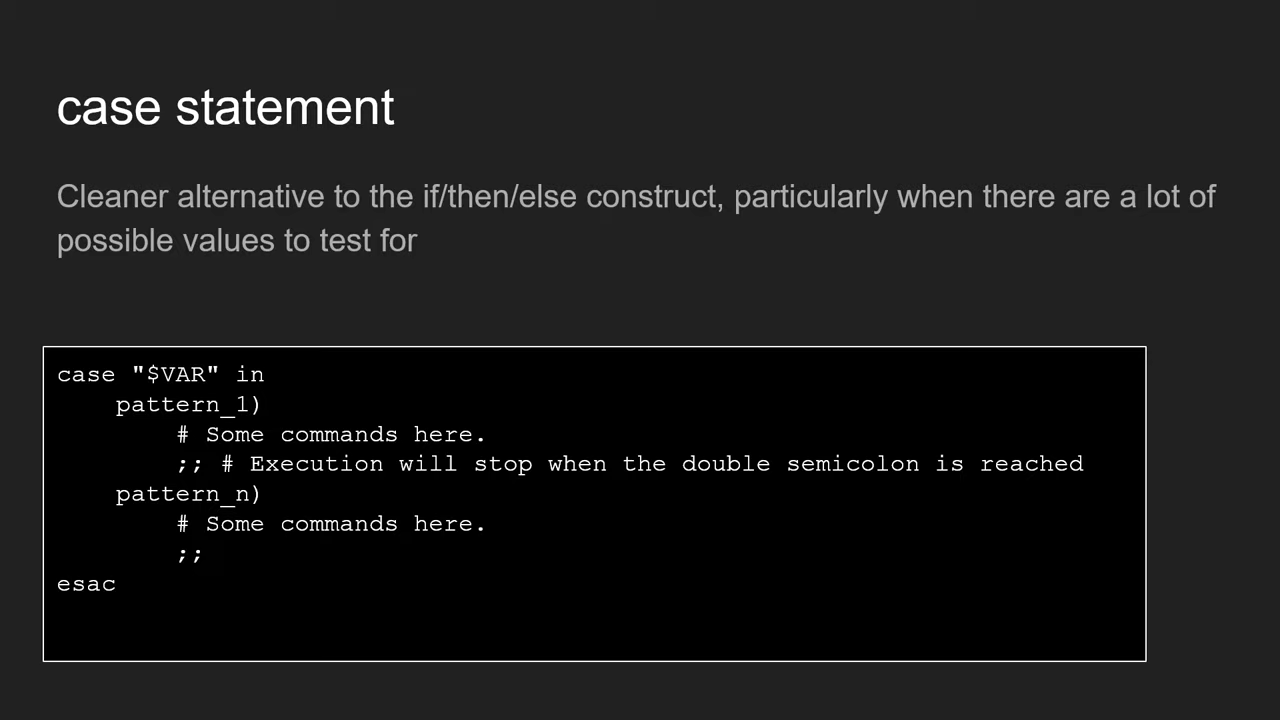 case statement
Cleaner alternative to the if/then/else construct, particularly when there are a lot of
possible values to test for
case "$VAR" in
    pattern_1)
        # Some commands here.
        ;; # Execution will stop when the double semicolon is reached
    pattern_n)
        # Some commands here.
        ;;
esac